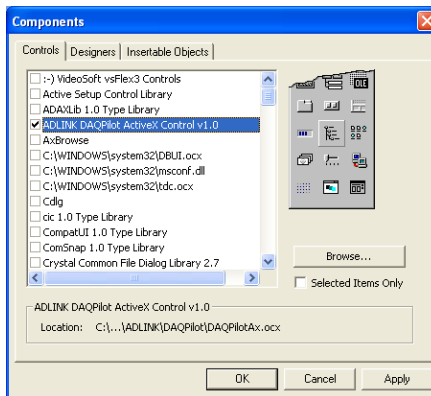 Components
Controls
Designers
Insertable Objects
:-) VideoSoft vsFlex3 Controls
Active Setup Control Library
ADAXLib 1.0 Type Library
ADLINK DAQPilot ActiveX Control v1.0
AxBrowse
C:\WINDOWS\system32\DBUI.ocx
C:\WINDOWS\system32\msconf.dll
C:\WINDOWS\system32\tdc.ocx
Cdlg
cic 1.0 Type Library
CompatUI 1.0 Type Library
ComSnap 1.0 Type Library
Crystal Common File Dialog Library 2.7
OLE
Browse...
Selected Items Only
ADLINK DAQPilot ActiveX Control v1.0
Location: C:\...\ADLINK\DAQPilot\DAQPilotAx.ocx
OK
Cancel
Apply